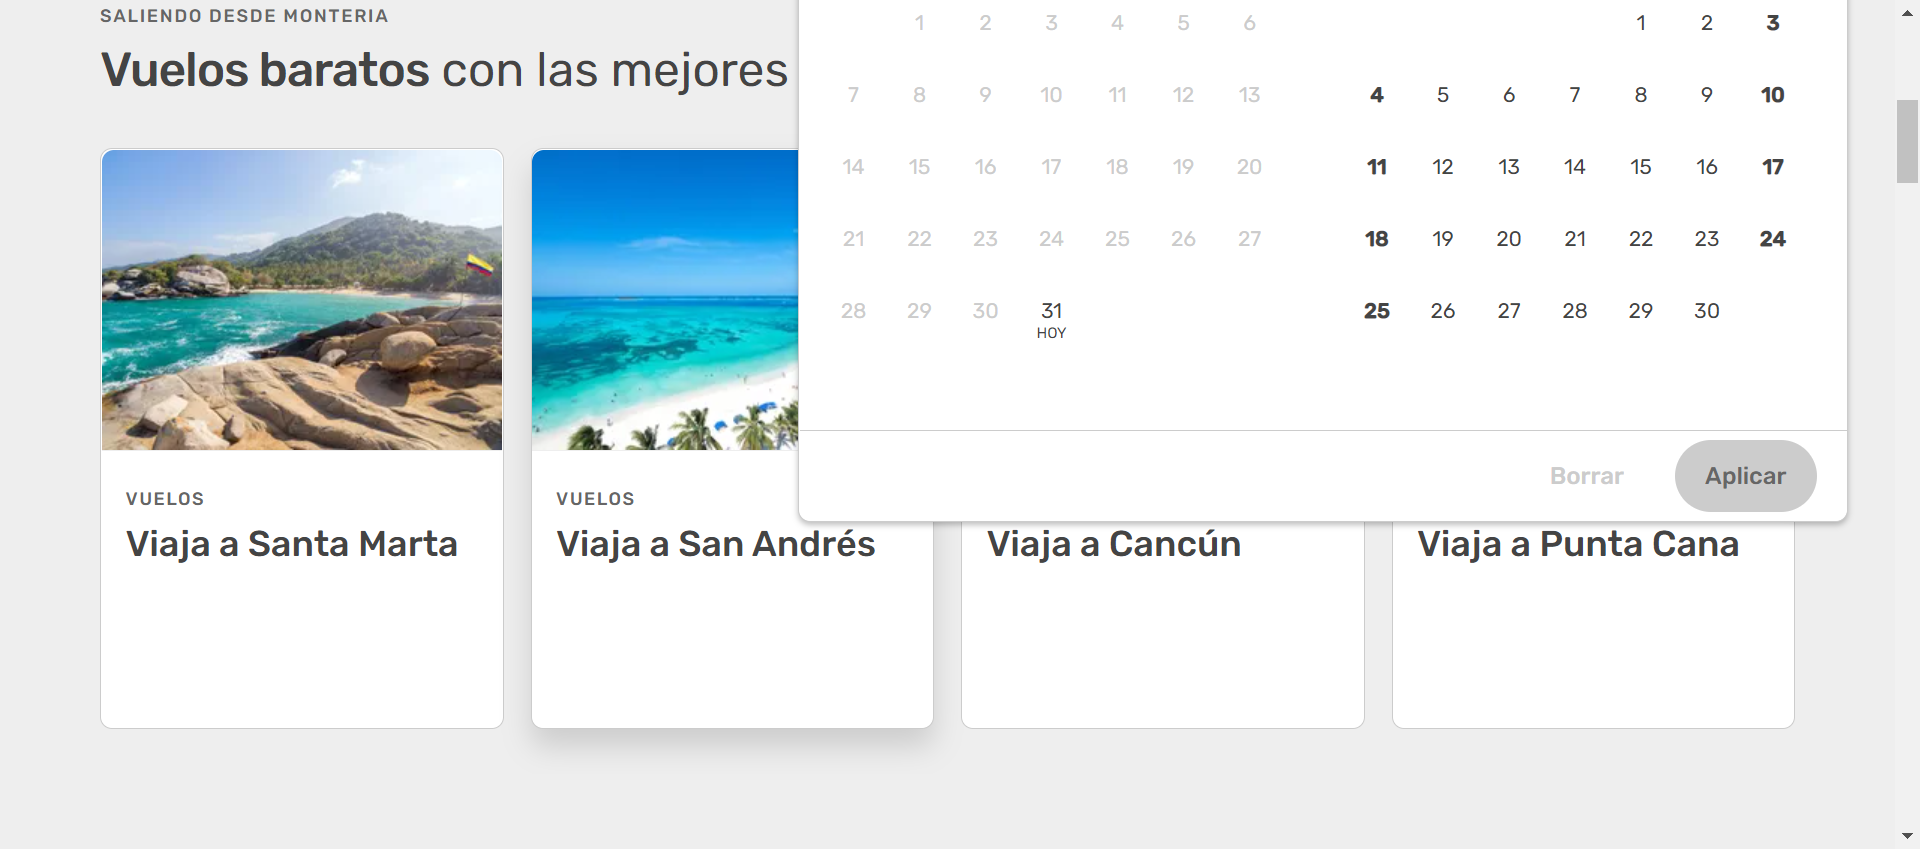 SALIENDO DESDE MONTERIA
Vuelos baratos con las mejores
1 2 3 4 5 6
7 8 9 10 11 12 13
14 15 16 17 18 19 20
21 22 23 24 25 26 27
28 29 30 31
HOY
1 2 3
4 5 6 7 8 9 10
11 12 13 14 15 16 17
18 19 20 21 22 23 24
25 26 27 28 29 30
Borrar Aplicar
VUELOS
Viaja a Santa Marta
VUELOS
Viaja a San Andrés
Viaja a Cancún
Viaja a Punta Cana